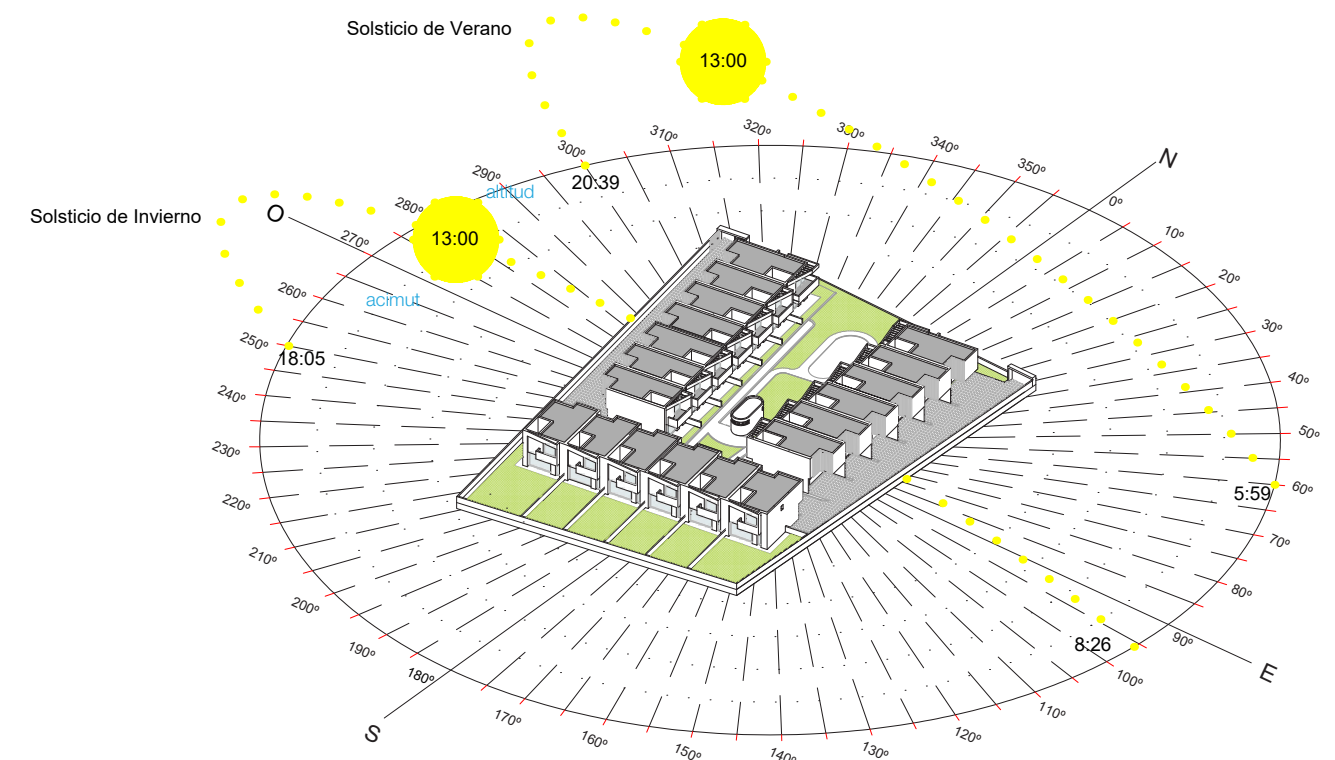 Solsticio de Verano
13:00
310º
320º
330º
340º
350º
N
0º
10º
20º
30º
40º
50º
5:59
60º
70º
80º
90º
E
8:26
100º
110º
120º
130º
140º
150º
160º
170º
S
180º
190º
200º
210º
220º
230º
240º
250º
18:05
260º
acimut
270º
O
Solsticio de Invierno
13:00
280º
290º
altitud
300º
20:39